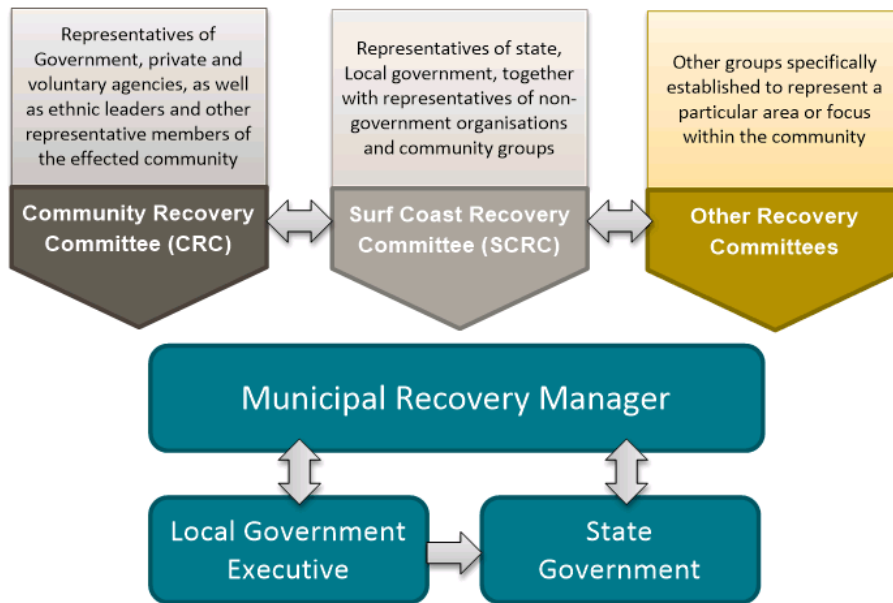 Representatives of
Government, private and
voluntary agencies, as well
as ethnic leaders and other
representative members of
the effected community
Community Recovery
Committee (CRC)
Representatives of state,
Local government, together
with representatives of non-
government organisations
and community groups
Surf Coast Recovery
Committee (SCRC)
Other groups specifically
established to represent a
particular area or focus
within the community
Other Recovery
Committees
Municipal Recovery Manager
Local Government
Executive
State
Government